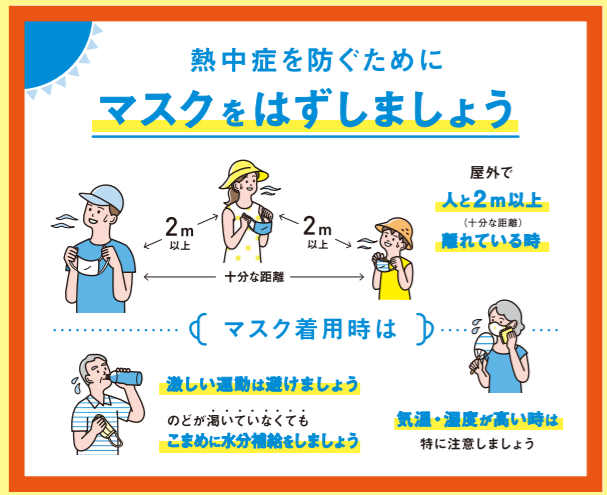 熱中症を防ぐために
マスクをはずしましょう
屋外で
人と2m以上
(十分な距離)
離れている時
2m
以上
2m
以上
十分な距離
マスク着用時は
激しい運動は避けましょう
のどが渇いていなくても
こまめに水分補給をしましょう
気温・湿度が高い時は
特に注意しましょう